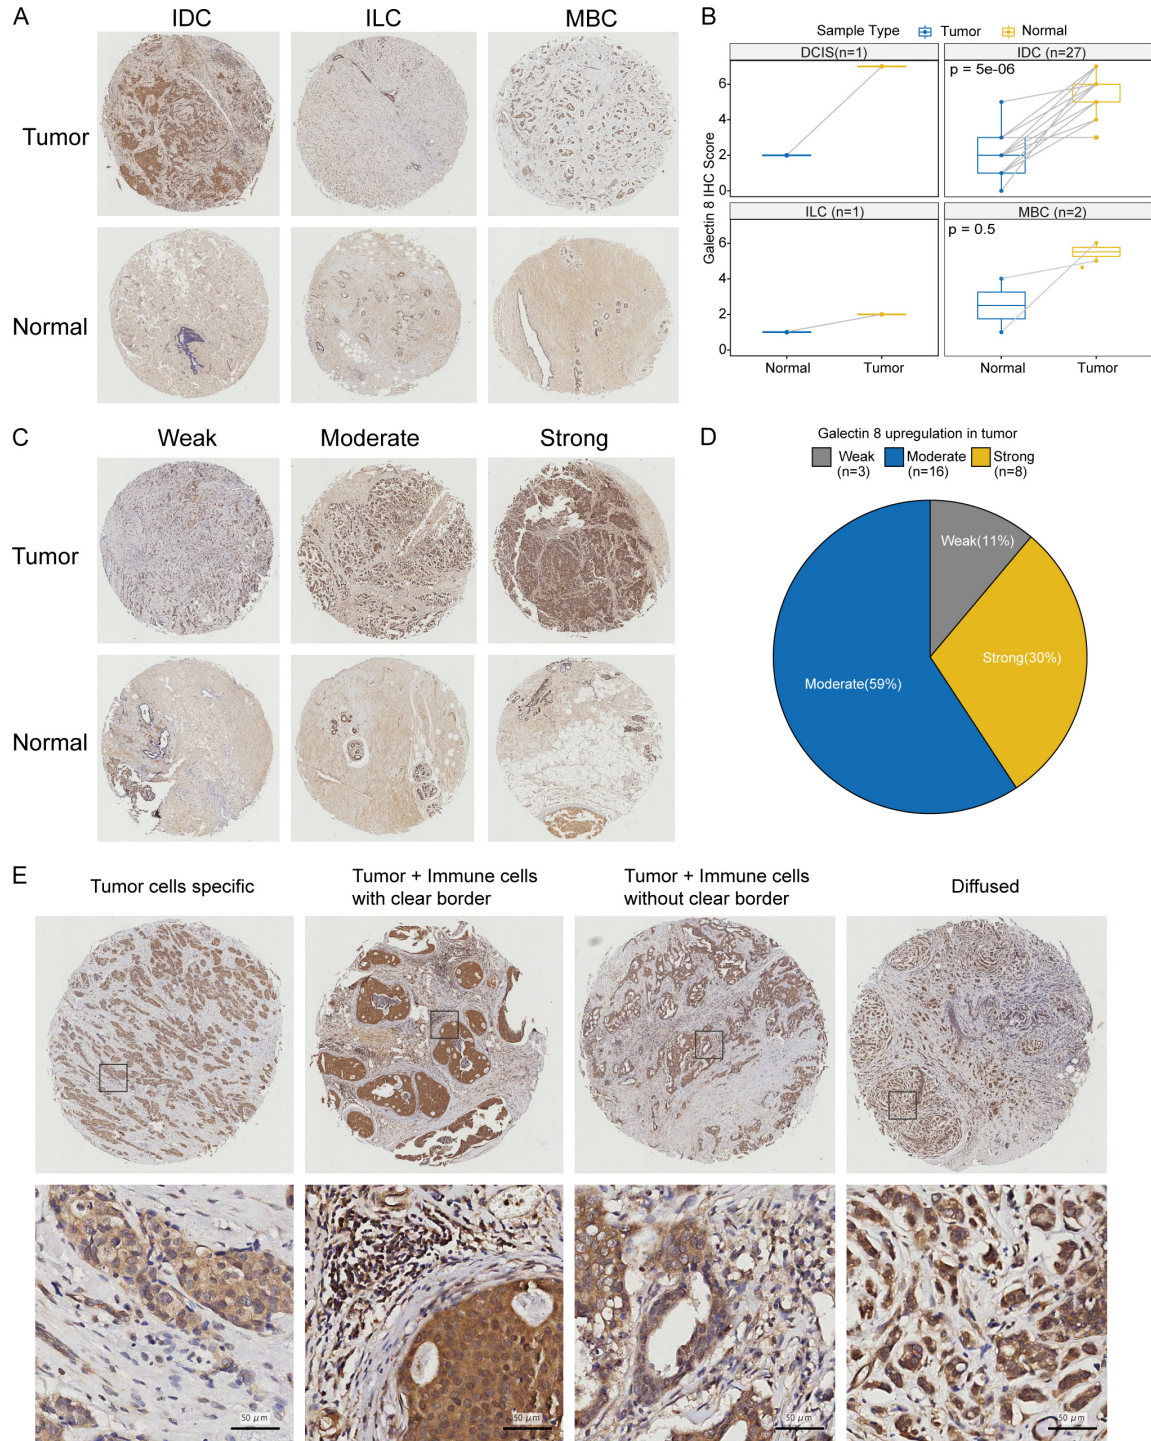 A
IDC ILC MBC
Tumor
Normal
B
Sample Type Tumor Normal
DCIS(n=1) IDC (n=27)
p = 5e-06
6
4
2
0
ILC (n=1) MBC (n=2)
p = 0.5
6
4
2
0
Galectin 8 IHC Score
Normal Tumor Normal Tumor
C
Weak Moderate Strong
Tumor
Normal
D
Galectin 8 upregulation in tumor
Weak Moderate Strong
(n=3) (n=16) (n=8)
Weak(11%)
Strong(30%)
Moderate(59%)
E
Tumor cells specific
Tumor + Immune cells
with clear border
Tumor + Immune cells
without clear border
Diffused
50 μm 50 μm 50 μm 50 μm